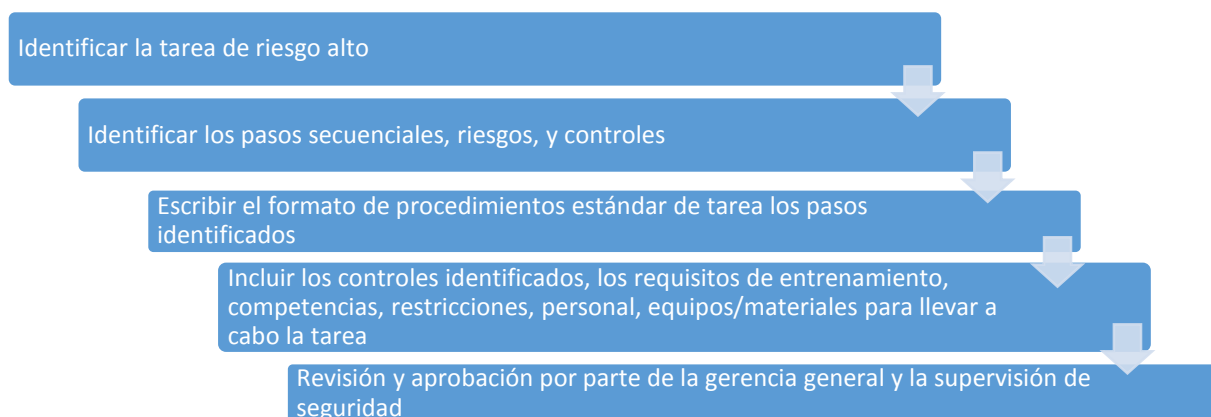 Identificar la tarea de riesgo alto
Identificar los pasos secuenciales, riesgos, y controles
Escribir el formato de procedimientos estándar de tarea los pasos
identificados
Incluir los controles identificados, los requisitos de entrenamiento,
competencias, restricciones, personal, equipos/materiales para llevar a
cabo la tarea
Revisión y aprobación por parte de la gerencia general y la supervisión de
seguridad